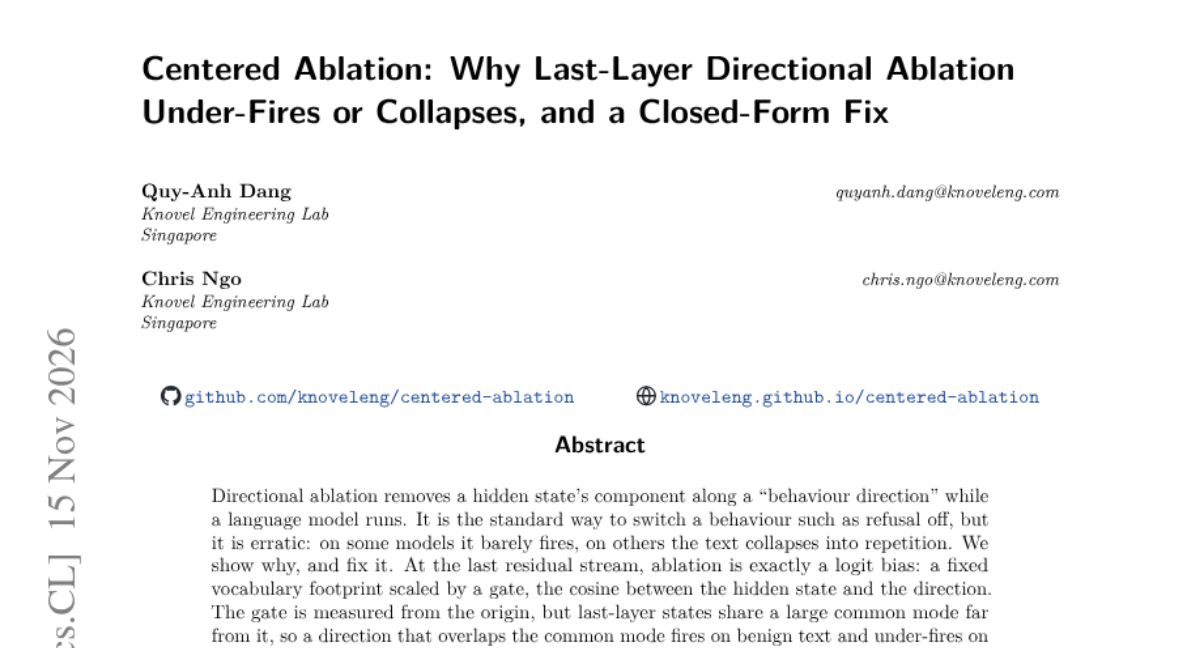 Centered Ablation: Why Last-Layer Directional Ablation
Under-Fires or Collapses, and a Closed-Form Fix
Quy-Anh Dang
quyanh.dang@knoveleng.com
Knovel Engineering Lab
Singapore
Chris Ngo
chris.ngo@knoveleng.com
Knovel Engineering Lab
Singapore
github.com/knoveleng/centered-ablation
knoveleng.github.io/centered-ablation
Abstract
Directional ablation removes a hidden state's component along a “behaviour direction” while
a language model runs. It is the standard way to switch a behaviour such as refusal off, but
it is erratic: on some models it barely fires, on others the text collapses into repetition. We
show why, and fix it. At the last residual stream, ablation is exactly a logit bias: a fixed
vocabulary footprint scaled by a gate, the cosine between the hidden state and the direction.
The gate is measured from the origin, but last-layer states share a large common mode far
from it, so a direction that overlaps the common mode fires on benign text and under-fires on
cs.CL] 15 Nov 2026